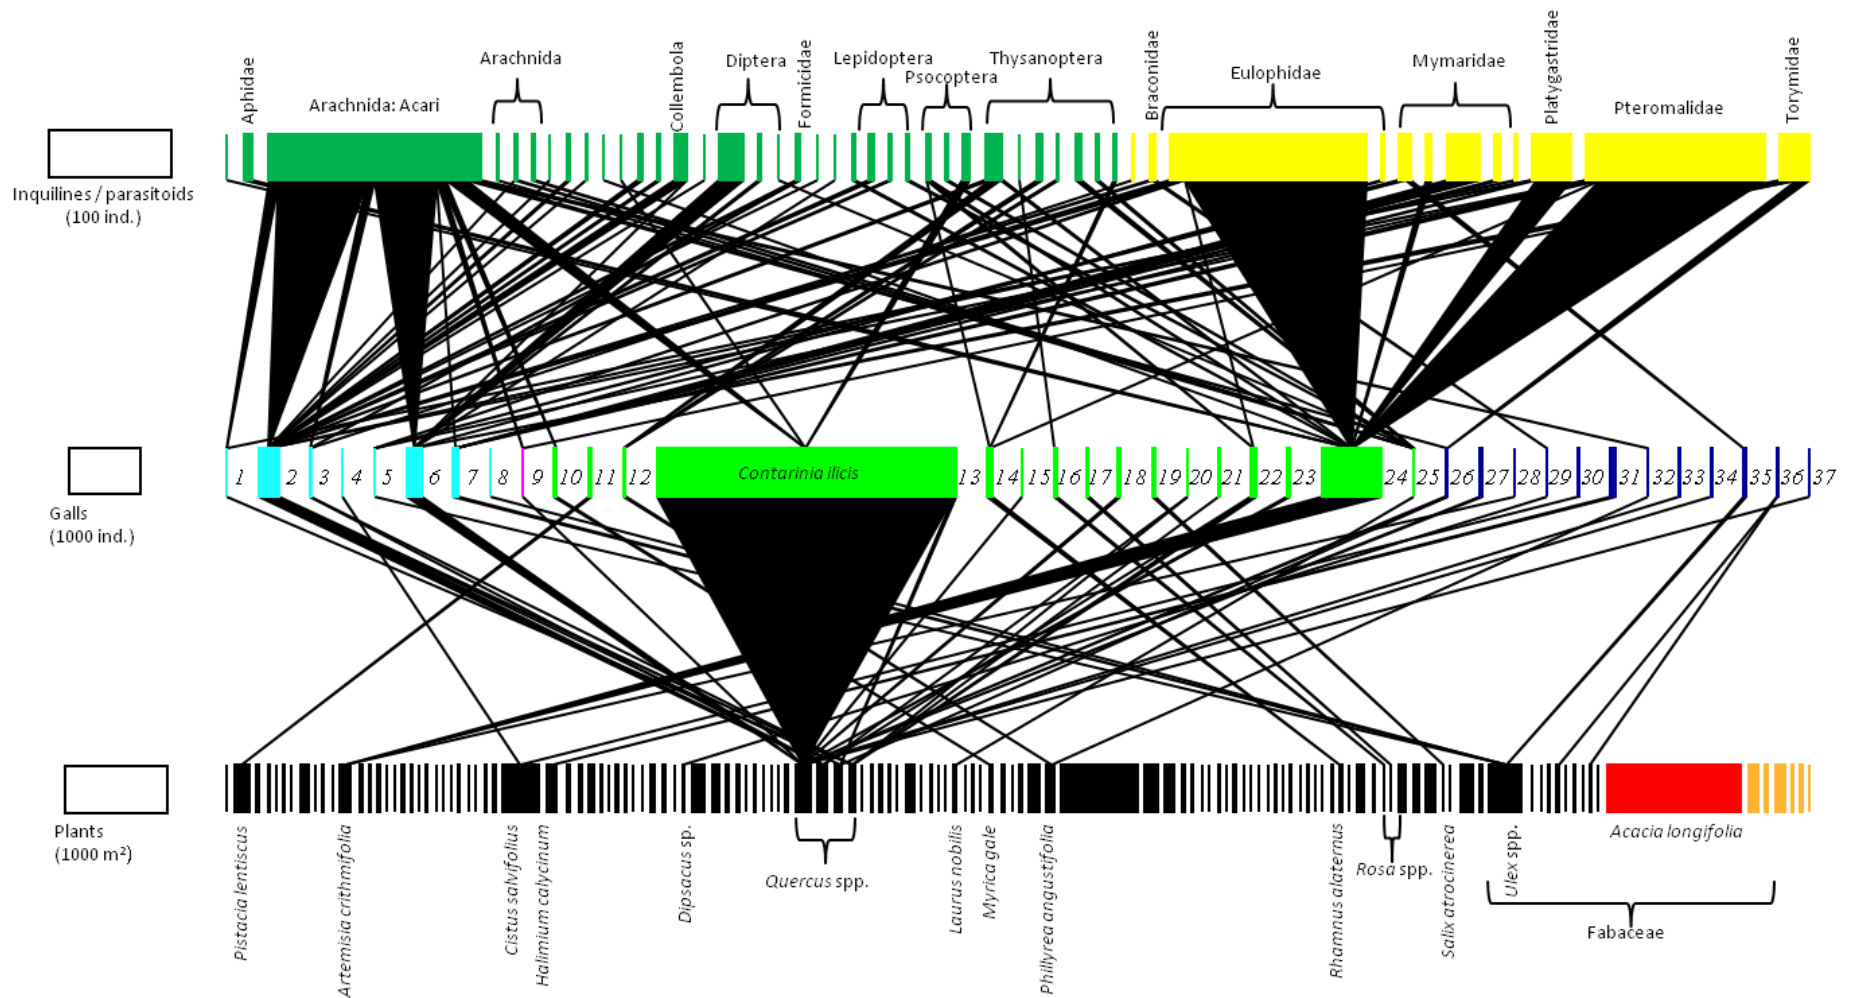 Aphidae
Arachnida: Acari
Arachnida
Collembola
Diptera
Formicidae
Lepidoptera
Psocoptera
Thysanoptera
Braconidae
Eulophidae
Mymaridae
Platygastridae
Pteromalidae
Torymidae
Inquilines / parasitoids
(100 ind.)
1 2 3 4 5 6 7 8 9 10 11 12 Contarinia ilicis 13 14 15 16 17 18 19 20 21 22 23 24 25 26 27 28 29 30 31 32 33 34 35 36 37
Galls
(1000 ind.)
Plants
(1000 m²)
Pistacia lentiscus
Artemisia crithmifolia
Cistus salvifolius
Halimium calycinum
Dipsacus sp.
Quercus spp.
Laurus nobilis
Myrica gale
Phillyrea angustifolia
Rhamnus alaternus
Rosa spp.
Salix atrocinerea
Ulex spp.
Acacia longifolia
Fabaceae